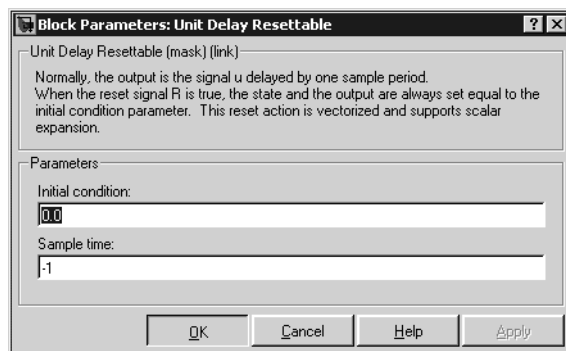 Block Parameters: Unit Delay Resettable
Unit Delay Resettable (mask) (link)
Normally, the output is the signal u delayed by one sample period.
When the reset signal R is true, the state and the output are always set equal to the
initial condition parameter.  This reset action is vectorized and supports scalar
expansion.
Parameters
Initial condition:
0.0
Sample time:
-1
OK
Cancel
Help
Apply